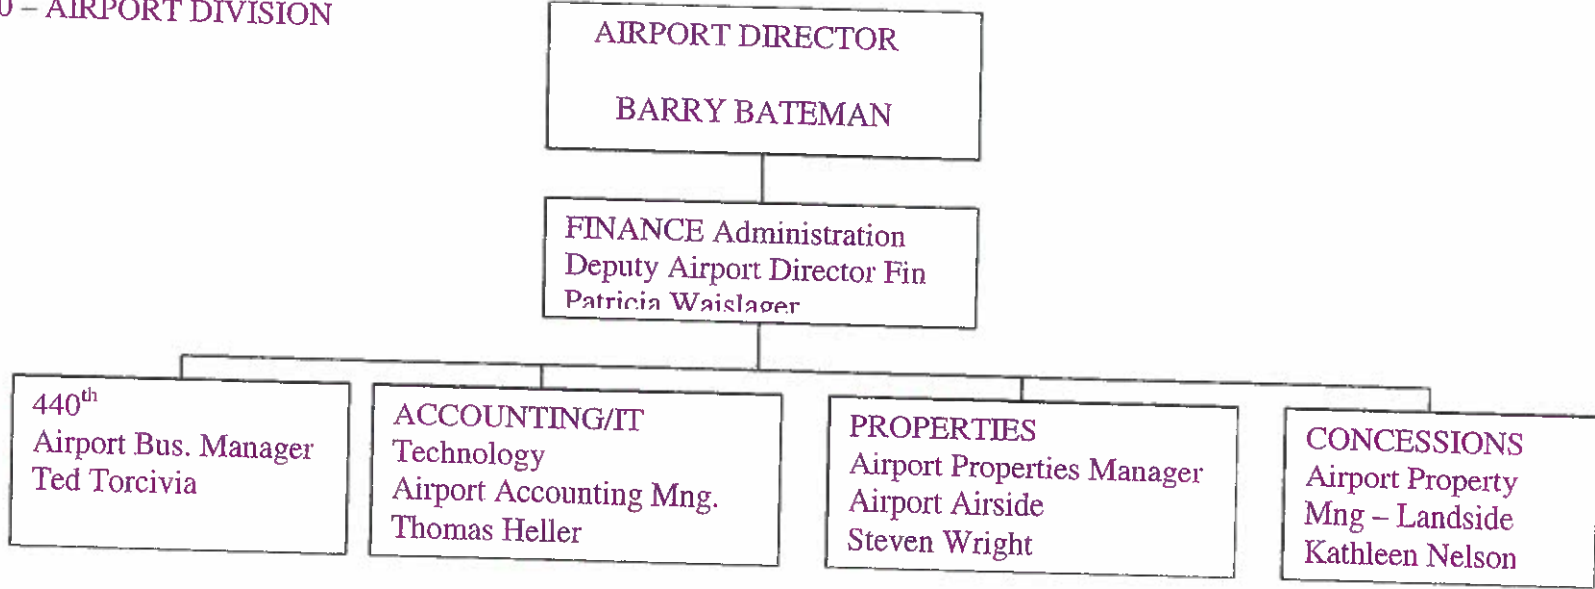 – AIRPORT DIVISION
AIRPORT DIRECTOR
BARRY BATEMAN
FINANCE Administration
Deputy Airport Director Fin
Patricia Waislager
440th
Airport Bus. Manager
Ted Torcivia
ACCOUNTING/IT
Technology
Airport Accounting Mng.
Thomas Heller
PROPERTIES
Airport Properties Manager
Airport Airside
Steven Wright
CONCESSIONS
Airport Property
Mng – Landside
Kathleen Nelson